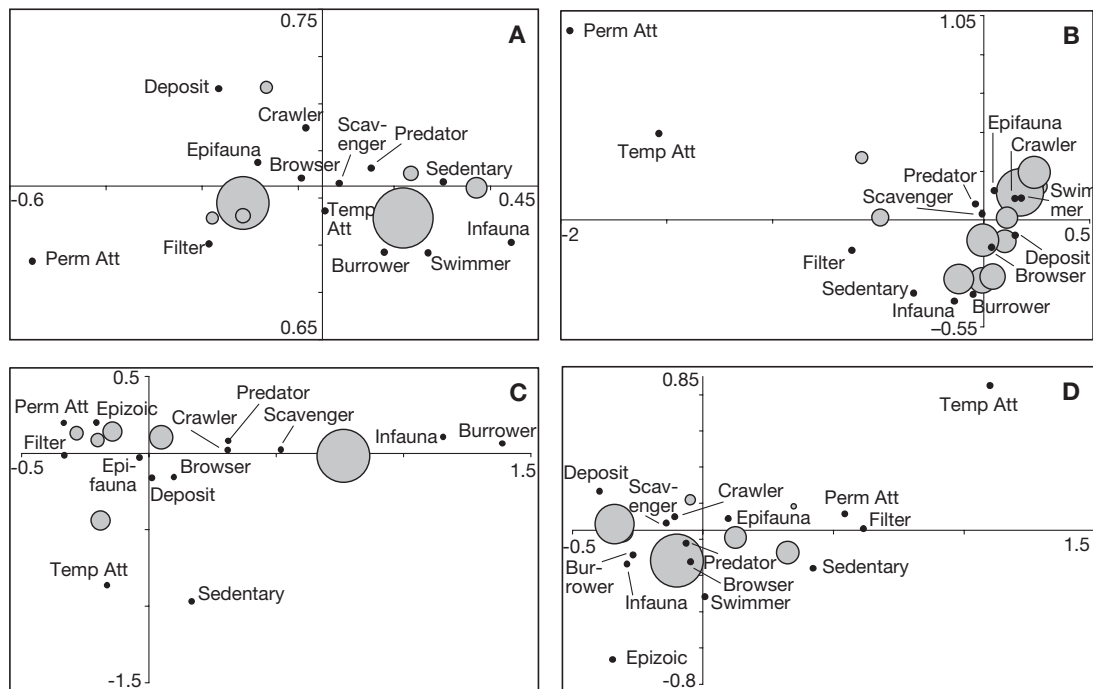 0.75
A
Deposit
Crawler
Scav-
enger
Predator
Epifauna
Browser
Sedentary
-0.6
0.45
Temp
Att
Infauna
Filter
Perm Att
Burrower
Swimmer
0.65
1.05
B
Perm Att
Temp Att
Epifauna
Crawler
Predator
Scavenger
Swim
mer
-2
0.5
Filter
Deposit
Browser
Sedentary
Infauna
Burrower
−0.55
0.5
C
Perm Att
Epizoic
Crawler
Predator
Scavenger
Infauna
Burrower
Filter
-0.5
Epi-
fauna
Browser
Deposit
1.5
Temp Att
Sedentary
-1.5
0.85
D
Temp Att
Deposit
Scav-
enger
Crawler
Epifauna
Perm Att
Filter
-0.5
1.5
Bur-
rower
Predator
Browser
Sedentary
Infauna
Swimmer
Epizoic
-0.8